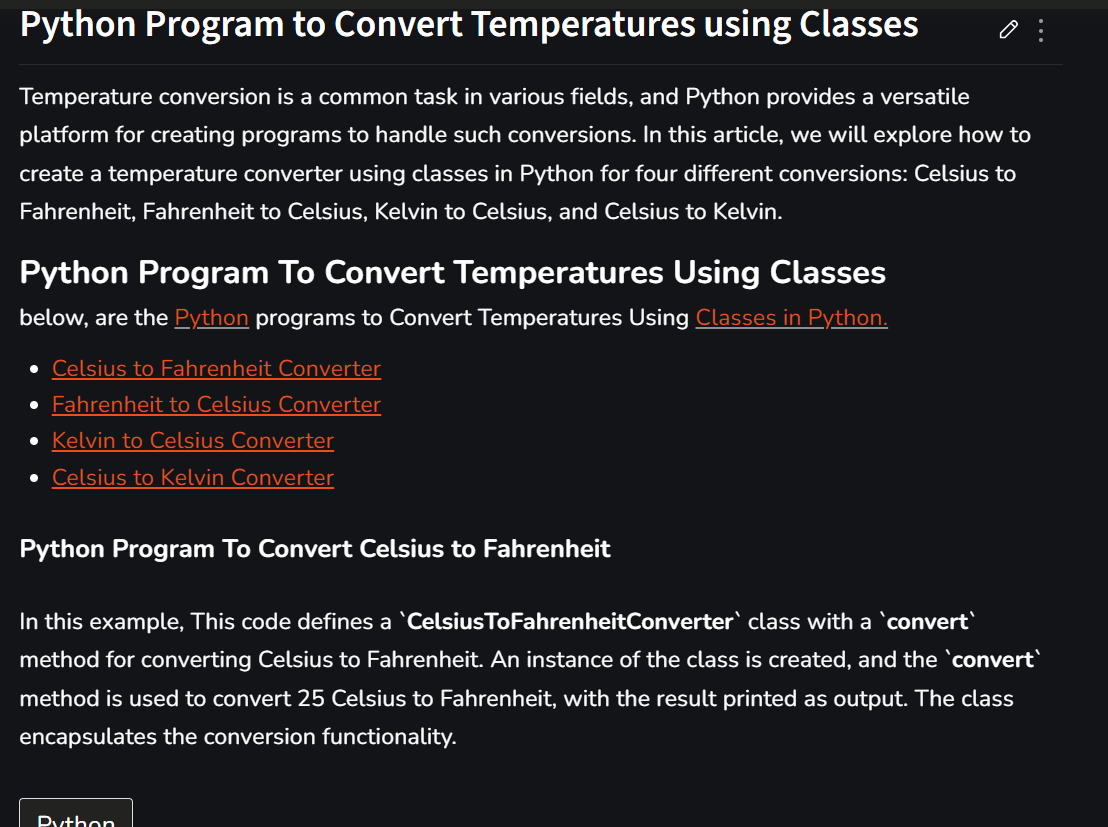 Python Program to Convert Temperatures using Classes
Temperature conversion is a common task in various fields, and Python provides a versatile
platform for creating programs to handle such conversions. In this article, we will explore how to
create a temperature converter using classes in Python for four different conversions: Celsius to
Fahrenheit, Fahrenheit to Celsius, Kelvin to Celsius, and Celsius to Kelvin.
Python Program To Convert Temperatures Using Classes
below, are the Python programs to Convert Temperatures Using Classes in Python.
• Celsius to Fahrenheit Converter
• Fahrenheit to Celsius Converter
• Kelvin to Celsius Converter
• Celsius to Kelvin Converter
Python Program To Convert Celsius to Fahrenheit
In this example, This code defines a `CelsiusToFahrenheitConverter` class with a `convert`
method for converting Celsius to Fahrenheit. An instance of the class is created, and the `convert`
method is used to convert 25 Celsius to Fahrenheit, with the result printed as output. The class
encapsulates the conversion functionality.
Python